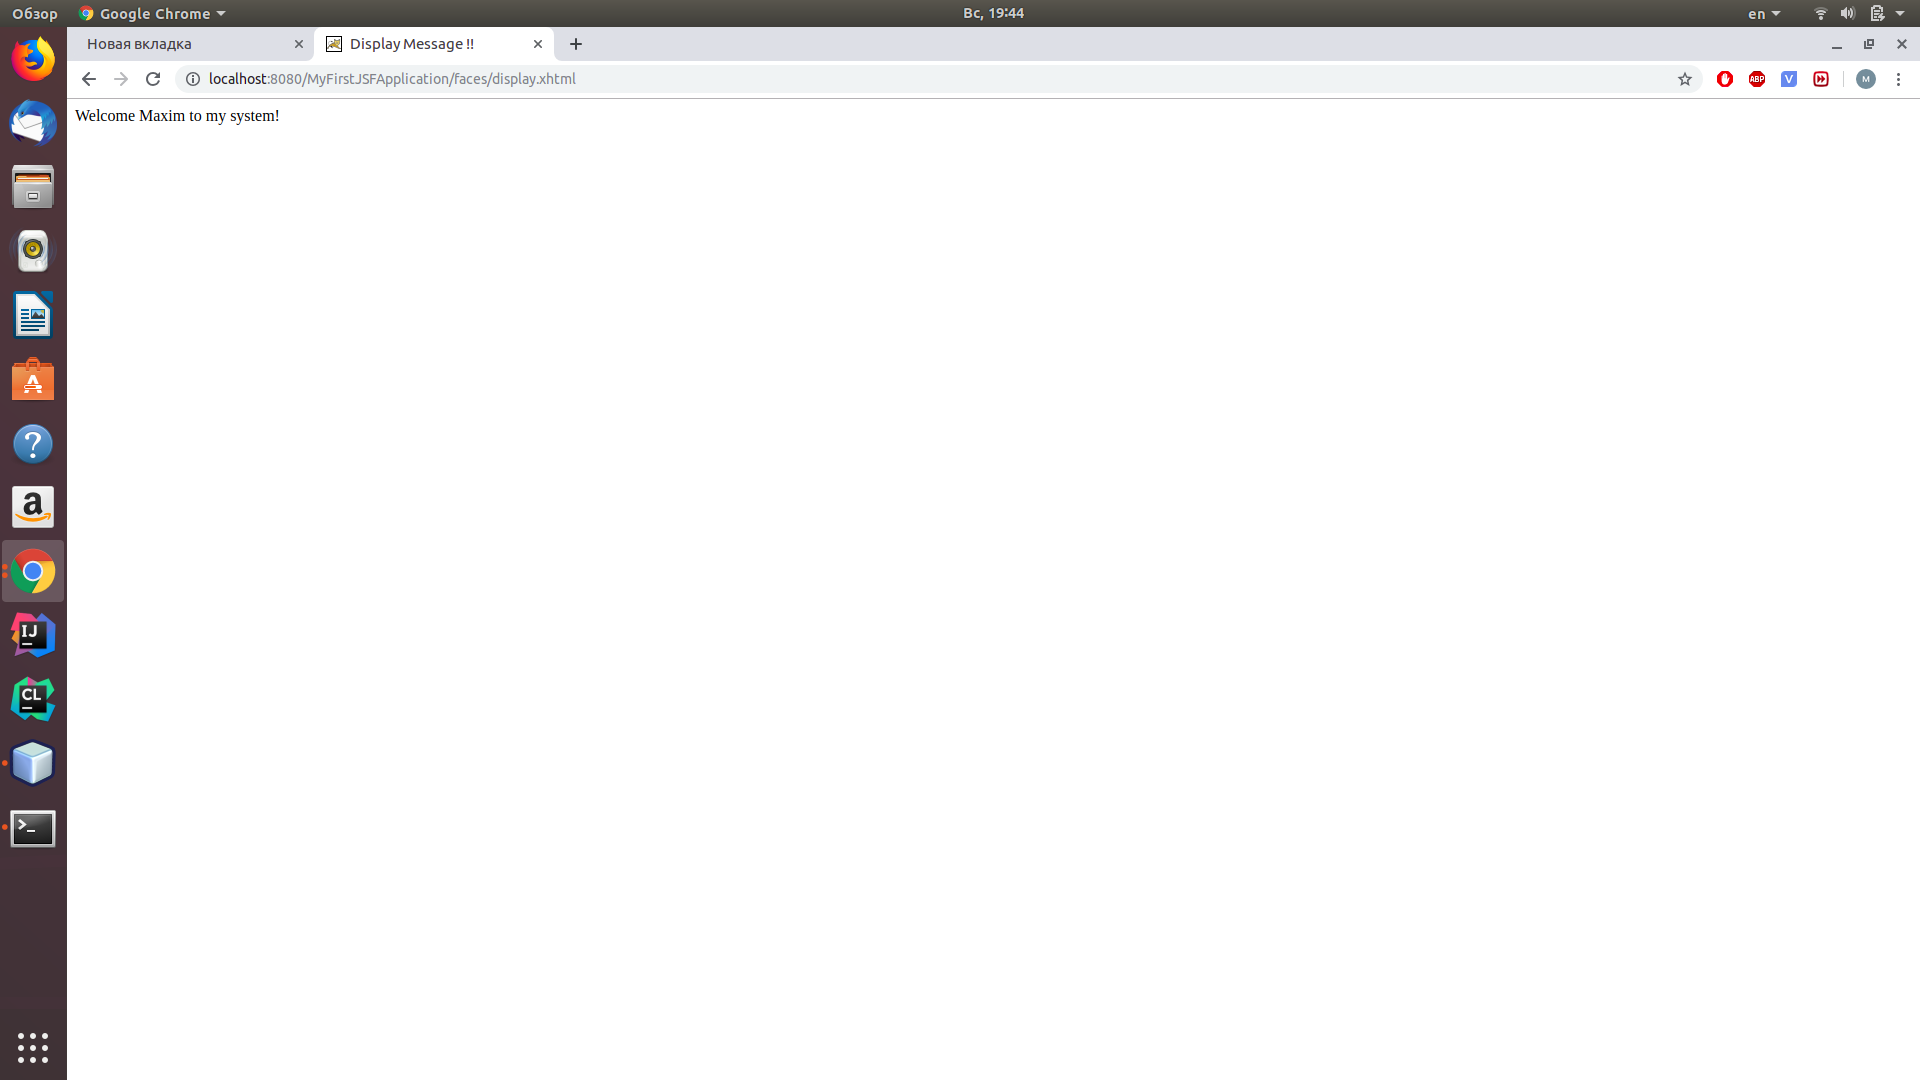 Обзор Google Chrome Вс, 19:44 en
Новая вкладка Display Message !!
localhost:8080/MyFirstJSFApplication/faces/display.xhtml ABP V M
Welcome Maxim to my system!
A
?
a
IJ
CL
>_